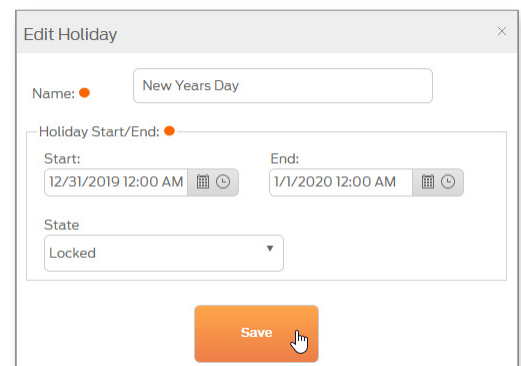 Edit Holiday
Name:
New Years Day
Holiday Start/End:
Start: End:
12/31/2019 12:00 AM 1/1/2020 12:00 AM
State
Locked
Save